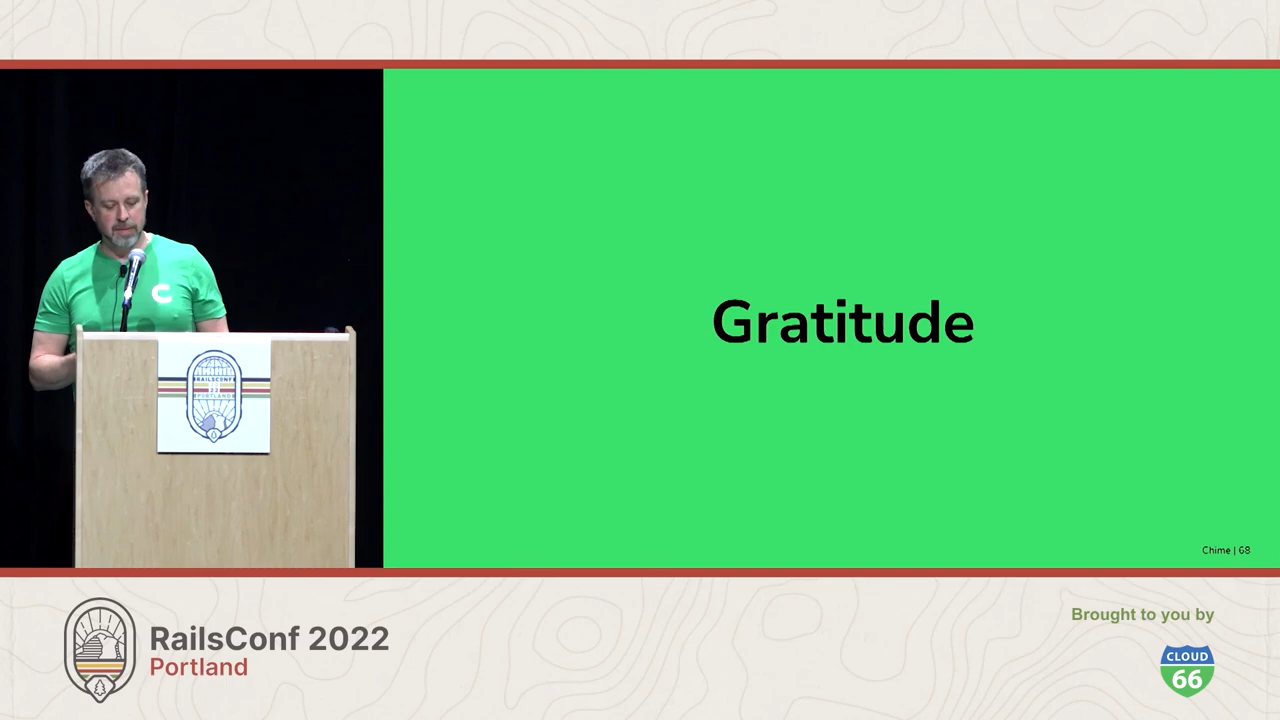 Gratitude
Chime | 68
C
RAILSCONF
22
PORTLAND
RailsConf 2022
Portland
Brought to you by
CLOUD
66